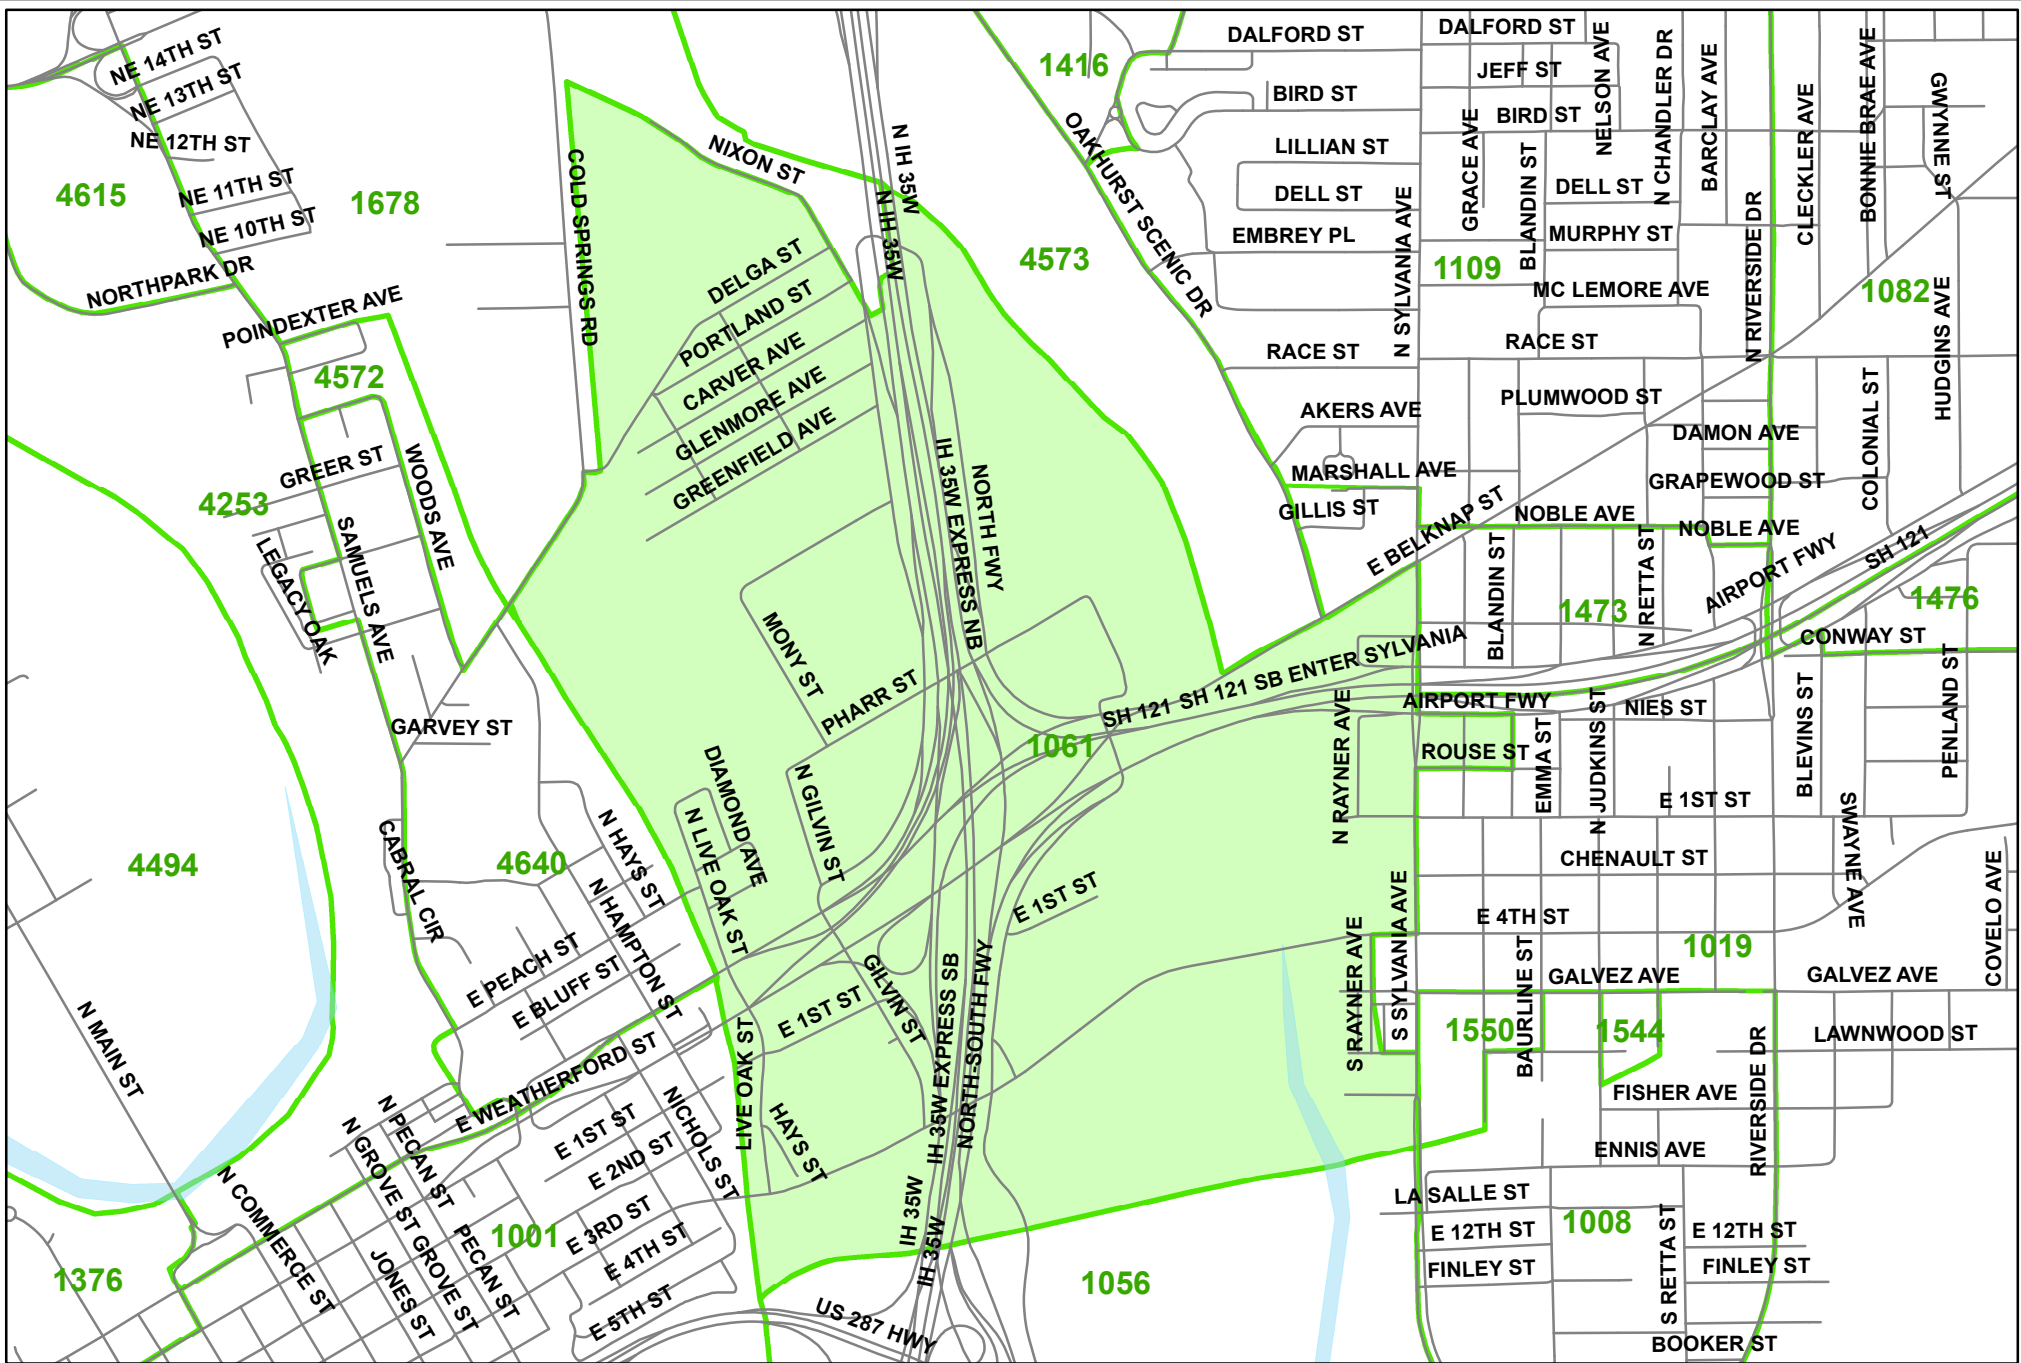 NE 14TH ST
NE 13TH ST
NE 12TH ST
NE 11TH ST
NE 10TH ST
4615
1678
NORTHPARK DR
POINDEXTER AVE
4572
GREER ST
4253
WOODS AVE
SAMUELS AVE
LEGACY OAK
GARVEY ST
CABRAL CIR
4494
4640
N HAYS ST
N HAMPTON ST
E PEACH ST
E BLUFF ST
E WEATHERFORD ST
N MAIN ST
N PECAN ST
N GROVE ST
N COMMERCE ST
E 1ST ST
E 2ND ST
E 3RD ST
E 4TH ST
E 5TH ST
NICHOLS ST
1001
1376
JONES ST
GROVE ST
PECAN ST
COLD SPRINGS RD
NIXON ST
N IH 35W
N IH 35W
DELGA ST
PORTLAND ST
CARVER AVE
GLENMORE AVE
GREENFIELD AVE
IH 35W EXPRESS NB
NORTH FWY
MONY ST
PHARR ST
DIAMOND AVE
N LIVE OAK ST
N GILVIN ST
1061
SH 121
SH 121 SB ENTER SYLVANIA
E 1ST ST
GILVIN ST
E 1ST ST
LIVE OAK ST
HAYS ST
IH 35W EXPRESS SB
NORTH-SOUTH FWY
IH 35W
IH 35W
US 287 HWY
1056
1416
4573
OAKHURST SCENIC DR
DALFORD ST
BIRD ST
LILLIAN ST
DELL ST
EMBREY PL
RACE ST
AKERS AVE
MARSHALL AVE
GILLIS ST
N SYLVANIA AVE
DALFORD ST
JEFF ST
BIRD ST
GRACE AVE
BLANDIN ST
NELSON AVE
N CHANDLER DR
BARCLAY AVE
DELL ST
MURPHY ST
1109
MC LEMORE AVE
RACE ST
N RIVERSIDE DR
CLECKLER AVE
BONNIE BRAE AVE
GWYNNE ST
1082
HUDGINS AVE
COLONIAL ST
PLUMWOOD ST
DAMON AVE
GRAPEWOOD ST
E BELKNAP ST
NOBLE AVE
NOBLE AVE
BLANDIN ST
N RETTA ST
1473
AIRPORT FWY
SH 121
1476
CONWAY ST
PENLAND ST
BLEVINS ST
AIRPORT FWY
NIES ST
ROUSE ST
EMMA ST
N JUDKINS ST
N RAYNER AVE
E 1ST ST
CHENAULT ST
SWAYNE AVE
COVELO AVE
E 4TH ST
1019
S RAYNER AVE
S SYLVANIA AVE
BAURLINE ST
GALVEZ AVE
GALVEZ AVE
1550
1544
LAWNWOOD ST
FISHER AVE
RIVERSIDE DR
ENNIS AVE
LA SALLE ST
1008
E 12TH ST
E 12TH ST
FINLEY ST
FINLEY ST
S RETTA ST
BOOKER ST